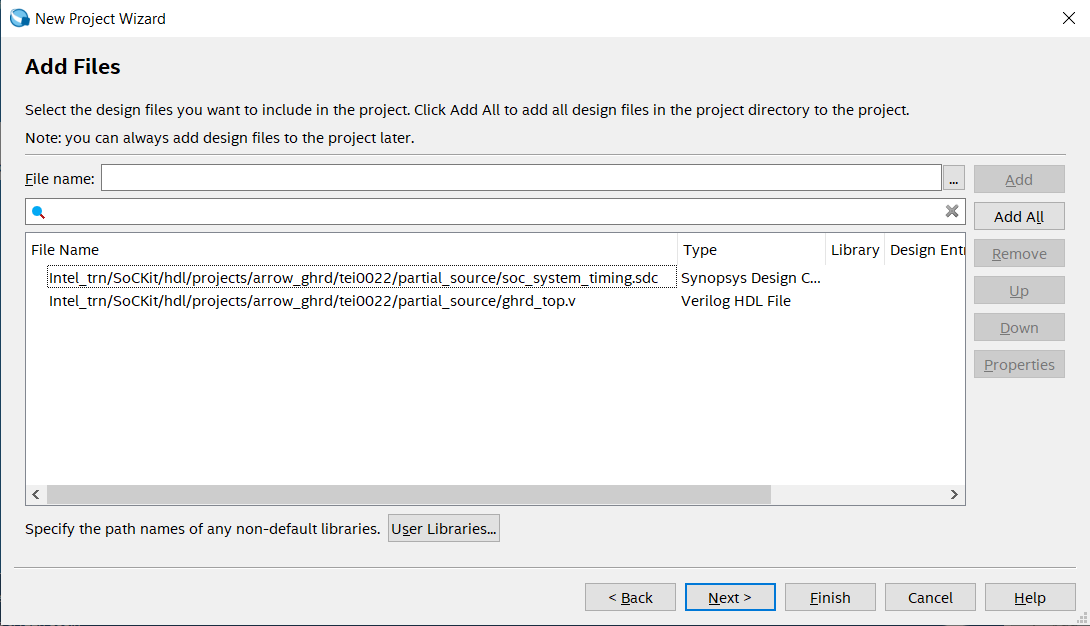 New Project Wizard
Add Files
Select the design files you want to include in the project. Click Add All to add all design files in the project directory to the project.
Note: you can always add design files to the project later.
File name:
...
Add
Add All
File Name Type Library Design Entr
Intel_trn/SoCKit/hdl/projects/arrow_ghrd/tei0022/partial_source/soc_system_timing.sdc Synopsys Design C...
Intel_trn/SoCKit/hdl/projects/arrow_ghrd/tei0022/partial_source/ghrd_top.v Verilog HDL File
Remove
Up
Down
Properties
Specify the path names of any non-default libraries. User Libraries...
< Back Next > Finish Cancel Help